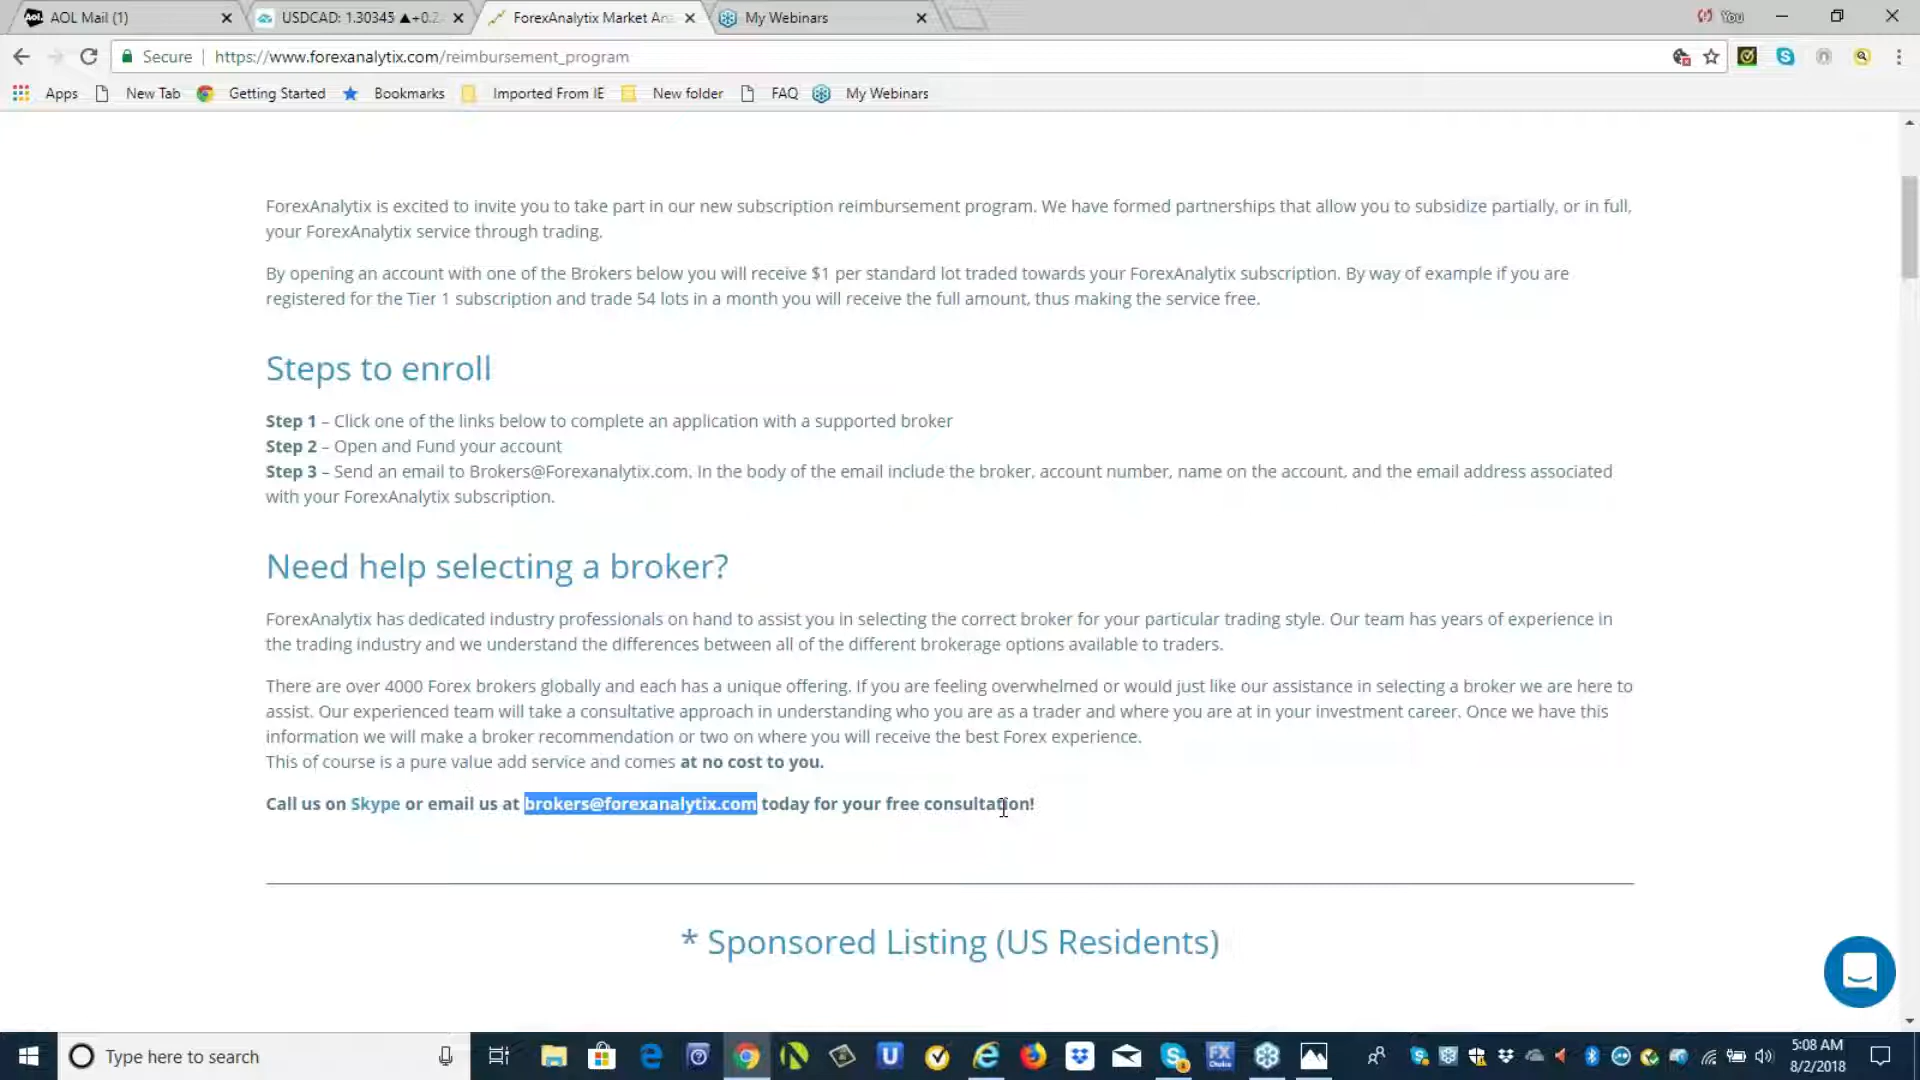 AOL Mail (1)
USDCAD: 1.30345 ▲+0.2
ForexAnalytix Market An
My Webinars
You
Secure
https://www.forexanalytix.com/reimbursement_program
Apps
New Tab
Getting Started
Bookmarks
Imported From IE
New folder
FAQ
My Webinars
ForexAnalytix is excited to invite you to take part in our new subscription reimbursement program. We have formed partnerships that allow you to subsidize partially, or in full,
your ForexAnalytix service through trading.
By opening an account with one of the Brokers below you will receive $1 per standard lot traded towards your ForexAnalytix subscription. By way of example if you are
registered for the Tier 1 subscription and trade 54 lots in a month you will receive the full amount, thus making the service free.
Steps to enroll
Step 1 – Click one of the links below to complete an application with a supported broker
Step 2 – Open and Fund your account
Step 3 – Send an email to Brokers@Forexanalytix.com. In the body of the email include the broker, account number, name on the account, and the email address associated
with your ForexAnalytix subscription.
Need help selecting a broker?
ForexAnalytix has dedicated industry professionals on hand to assist you in selecting the correct broker for your particular trading style. Our team has years of experience in
the trading industry and we understand the differences between all of the different brokerage options available to traders.
There are over 4000 Forex brokers globally and each has a unique offering. If you are feeling overwhelmed or would just like our assistance in selecting a broker we are here to
assist. Our experienced team will take a consultative approach in understanding who you are as a trader and where you are at in your investment career. Once we have this
information we will make a broker recommendation or two on where you will receive the best Forex experience.
This of course is a pure value add service and comes at no cost to you.
Call us on Skype or email us at brokers@forexanalytix.com today for your free consultation!
* Sponsored Listing (US Residents)
Type here to search
FX
Choice
5:08 AM
8/2/2018